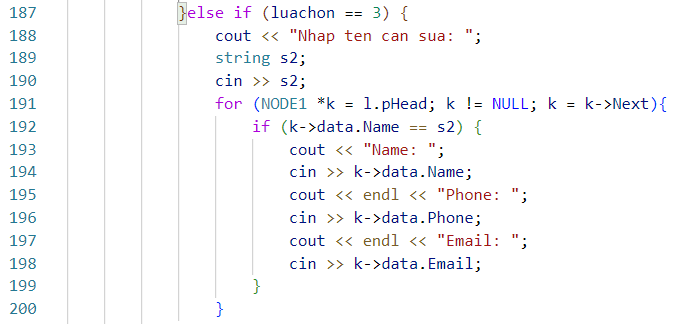 187 }else if (luachon == 3) {
188 cout << "Nhap ten can sua: ";
189 string s2;
190 cin >> s2;
191 for (NODE1 *k = l.pHead; k != NULL; k = k->Next){
192 if (k->data.Name == s2) {
193 cout << "Name: ";
194 cin >> k->data.Name;
195 cout << endl << "Phone: ";
196 cin >> k->data.Phone;
197 cout << endl << "Email: ";
198 cin >> k->data.Email;
199 }
200 }